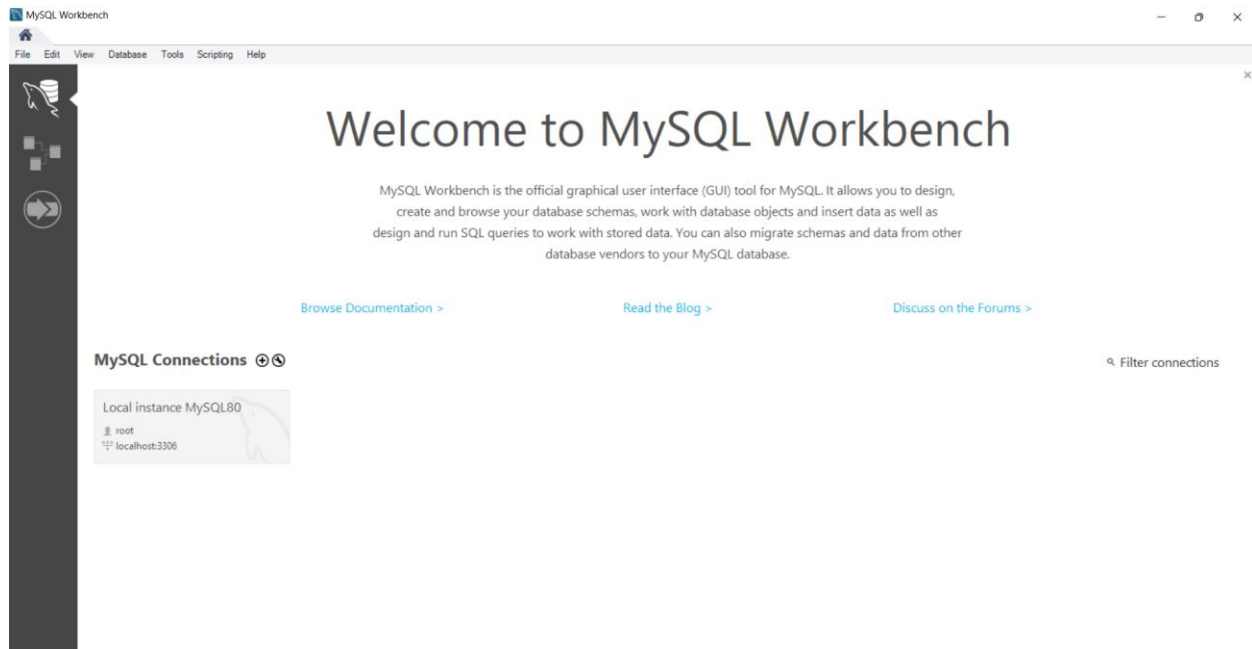 MySQL Workbench
File Edit View Database Tools Scripting Help
Welcome to MySQL Workbench
MySQL Workbench is the official graphical user interface (GUI) tool for MySQL. It allows you to design,
create and browse your database schemas, work with database objects and insert data as well as
design and run SQL queries to work with stored data. You can also migrate schemas and data from other
database vendors to your MySQL database.
Browse Documentation > Read the Blog > Discuss on the Forums >
MySQL Connections Filter connections
Local instance MySQL80
root
localhost:3306